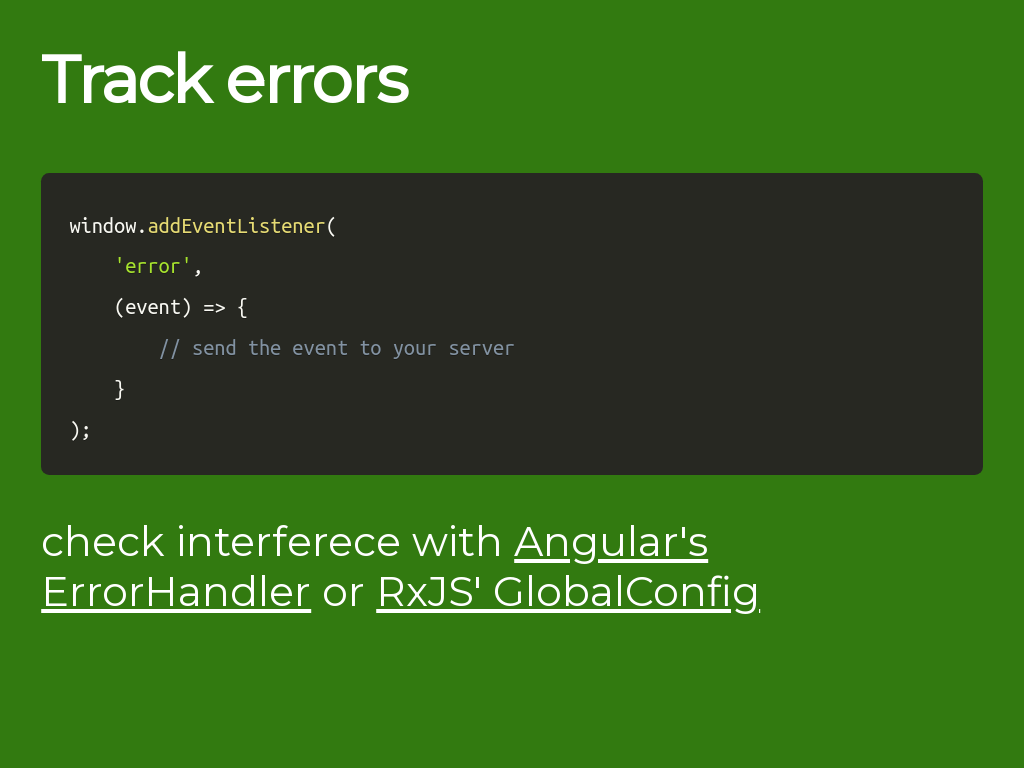 Track errors
window.addEventListener(
    'error',
    (event) => {
        // send the event to your server
    }
);
check interferece with Angular's
ErrorHandler or RxJS' GlobalConfig